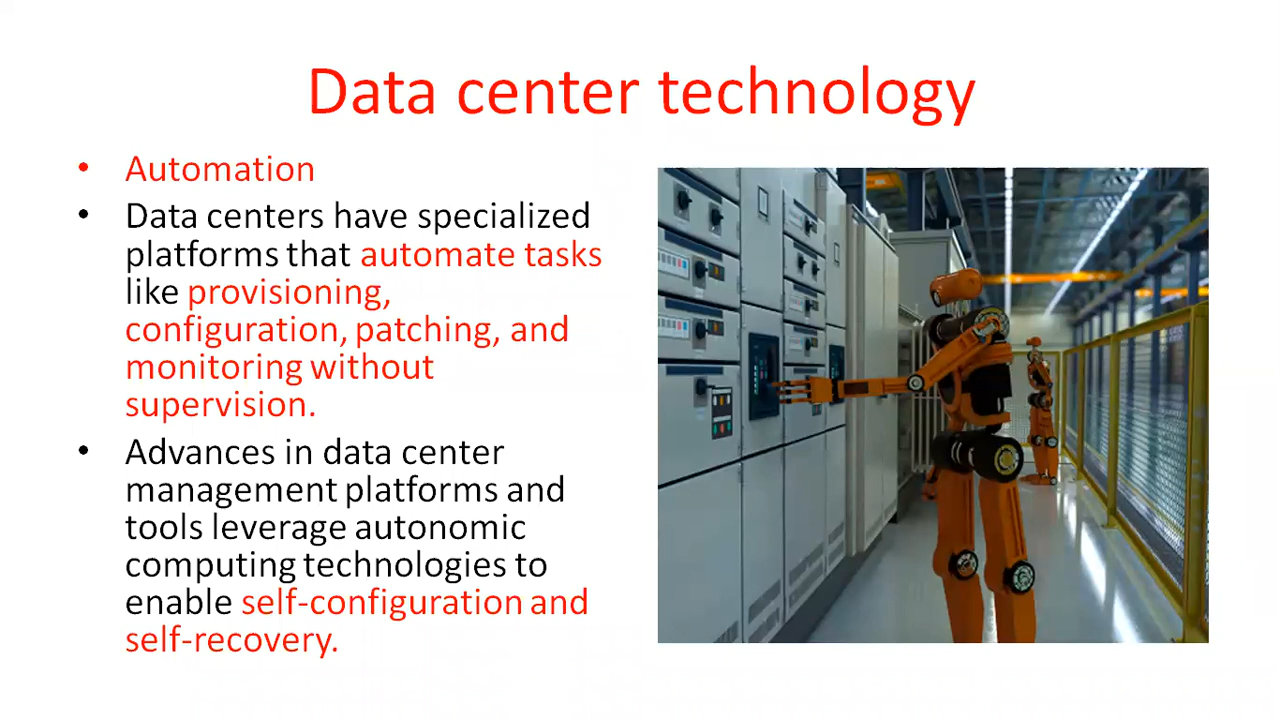 Data center technology
• Automation
• Data centers have specialized
platforms that automate tasks
like provisioning,
configuration, patching, and
monitoring without
supervision.
• Advances in data center
management platforms and
tools leverage autonomic
computing technologies to
enable self-configuration and
self-recovery.